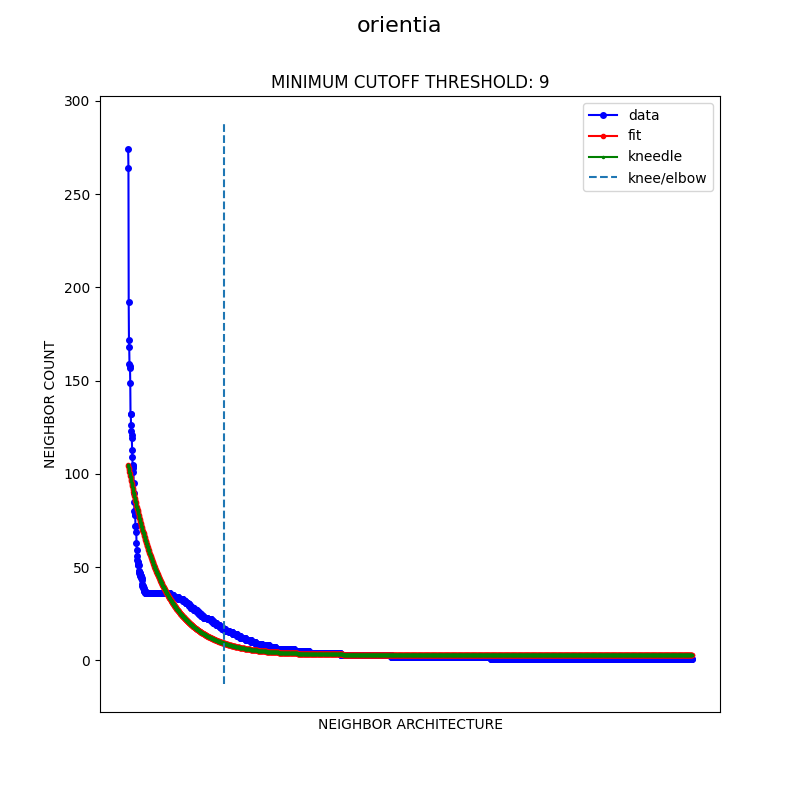 orientia
MINIMUM CUTOFF THRESHOLD: 9
300
250
200
150
100
50
0
NEIGHBOR COUNT
data
fit
kneedle
knee/elbow
NEIGHBOR ARCHITECTURE